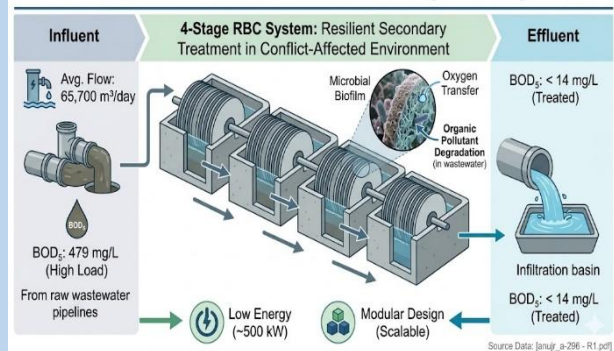 Influent
4-Stage RBC System: Resilient Secondary
Treatment in Conflict-Affected Environment
Effluent
Avg. Flow:
65,700 m³/day
BOD₅
BOD₅: 479 mg/L
(High Load)
From raw wastewater
pipelines
Microbial
Biofilm
Oxygen
Transfer
Organic
Pollutant
Degradation
(in wastewater)
Low Energy
(~500 kW)
Modular Design
(Scalable)
BOD₅: < 14 mg/L
(Treated)
Infiltration basin
BOD₅: < 14 mg/L
(Treated)
Source Data: [anujr_a-296 - R1.pdf]